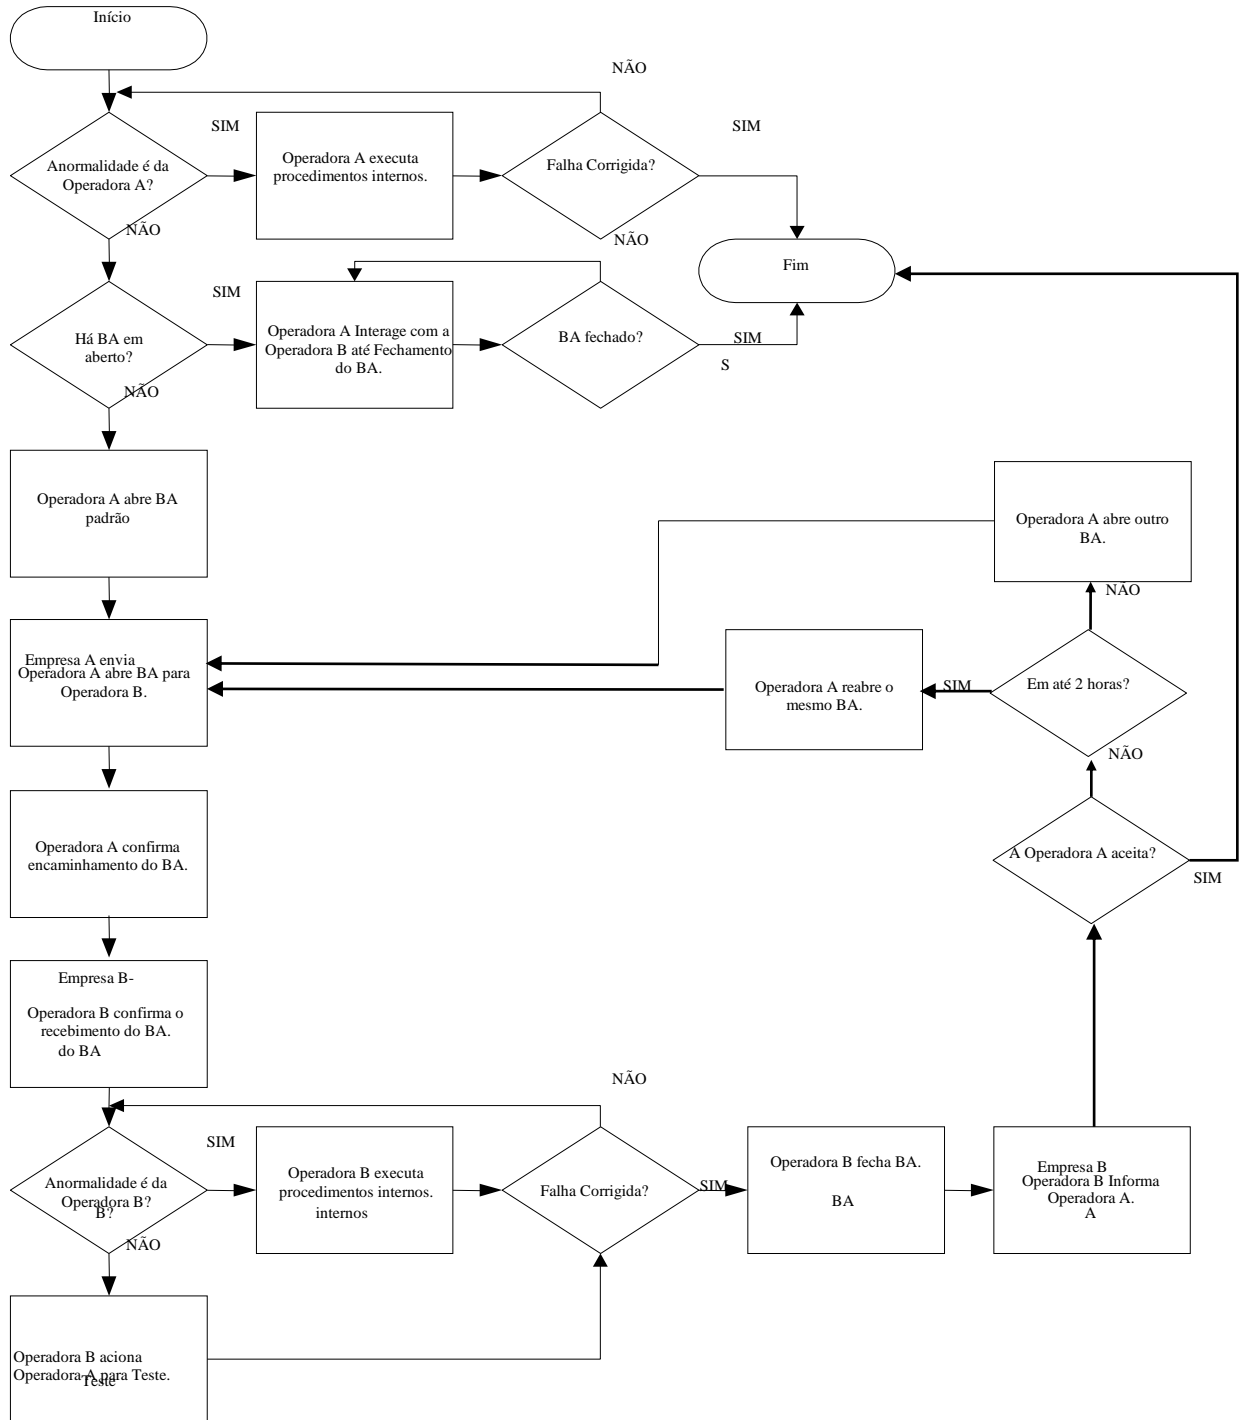 Início
NÃO
SIM
SIM
Anormalidade é da
Operadora A?
Operadora A executa
procedimentos internos.
Falha Corrigida?
NÃO
NÃO
Fim
SIM
Há BA em
aberto?
Operadora A Interage com a
Operadora B até Fechamento
do BA.
BA fechado?
SIM
S
NÃO
Operadora A abre BA
padrão
Operadora A abre outro
BA.
NÃO
Empresa A envia
Operadora A abre BA para
Operadora B.
Operadora A reabre o
mesmo BA.
SIM
Em até 2 horas?
NÃO
Operadora A confirma
encaminhamento do BA.
A Operadora A aceita?
SIM
Empresa B-
Operadora B confirma o
recebimento do BA.
do BA
NÃO
SIM
Anormalidade é da
Operadora B?
B?
Operadora B executa
procedimentos internos.
internos
Falha Corrigida?
SIM
Operadora B fecha BA.
BA
Empresa B
Operadora B Informa
Operadora A.
A
NÃO
Operadora B aciona
Operadora A para Teste.
Teste